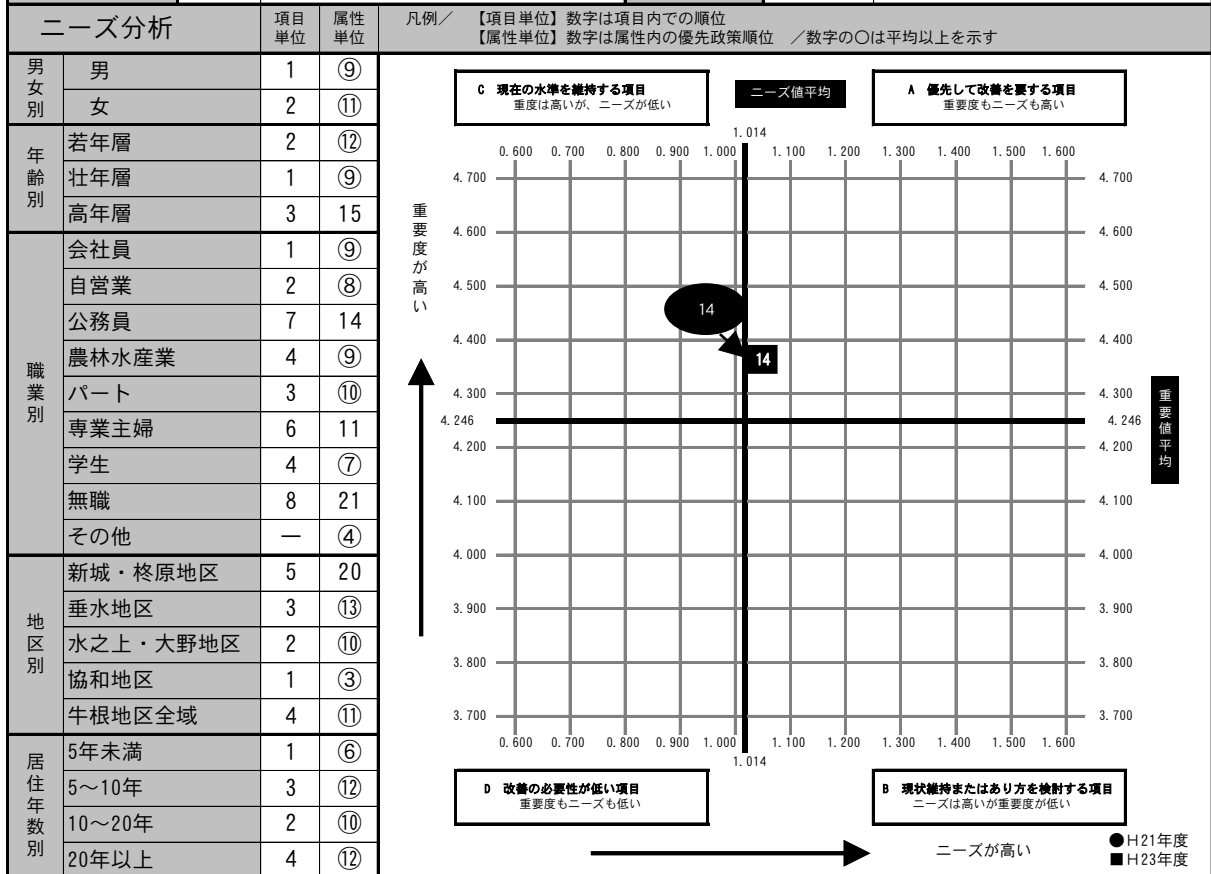 ニーズ分析 項目単位 属性単位
凡例／ 【項目単位】数字は項目内での順位
【属性単位】数字は属性内の優先政策順位 ／数字の○は平均以上を示す
男女別
男 1 ⑨
女 2 ⑪
年齢別
若年層 2 ⑫
壮年層 1 ⑨
高年層 3 15
職業別
会社員 1 ⑨
自営業 2 ⑧
公務員 7 14
農林水産業 4 ⑨
パート 3 ⑩
専業主婦 6 11
学生 4 ⑦
無職 8 21
その他 — ④
地区別
新城・柊原地区 5 20
垂水地区 3 ⑬
水之上・大野地区 2 ⑩
協和地区 1 ③
牛根地区全域 4 ⑪
居住年数別
5年未満 1 ⑥
5～10年 3 ⑫
10～20年 2 ⑩
20年以上 4 ⑫
C 現在の水準を維持する項目
重度は高いが、ニーズが低い
ニーズ値平均
A 優先して改善を要する項目
重要度もニーズも高い
1.014
0.600 0.700 0.800 0.900 1.000 1.100 1.200 1.300 1.400 1.500 1.600
4.700 4.700
重要度が高い
4.600 4.600
4.500 4.500
14
4.400 4.400
14
4.300 4.300
4.246 4.246
重要値平均
4.200 4.200
4.100 4.100
4.000 4.000
3.900 3.900
3.800 3.800
3.700 3.700
0.600 0.700 0.800 0.900 1.000 1.100 1.200 1.300 1.400 1.500 1.600
1.014
D 改善の必要性が低い項目
重要度もニーズも低い
B 現状維持またはあり方を検討する項目
ニーズは高いが重要度が低い
ニーズが高い
●H21年度
■H23年度